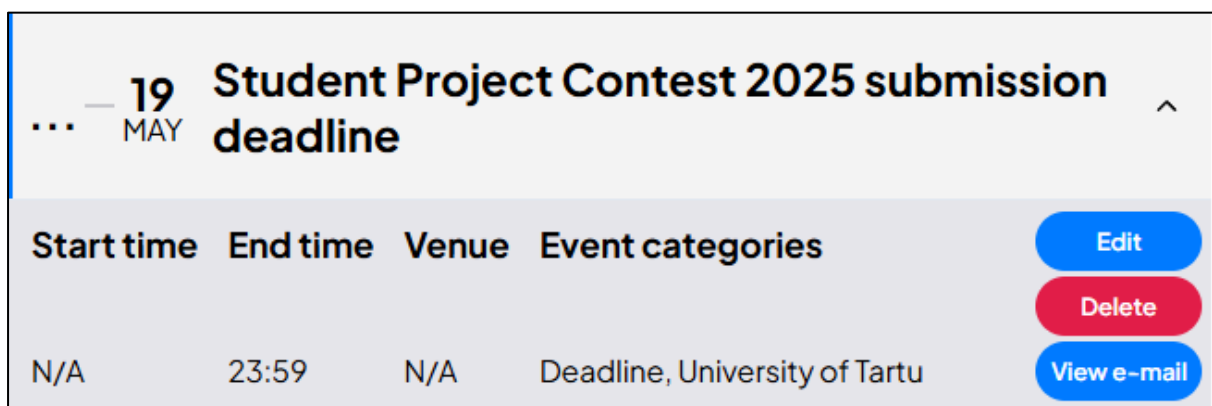 ... – 19 MAY
Student Project Contest 2025 submission
deadline
Start time End time Venue Event categories
Edit
Delete
N/A 23:59 N/A Deadline, University of Tartu
View e-mail